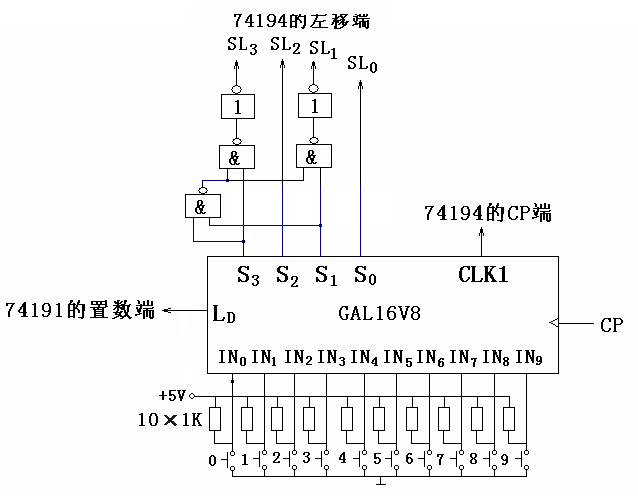 74194的左移端
SL3 SL2 SL1 SL0
1 1
& &
&
74194的CP端
S3 S2 S1 S0 CLK1
74191的置数端 LD GAL16V8 CP
IN0 IN1 IN2 IN3 IN4 IN5 IN6 IN7 IN8 IN9
+5V
10×1K
0 1 2 3 4 5 6 7 8 9